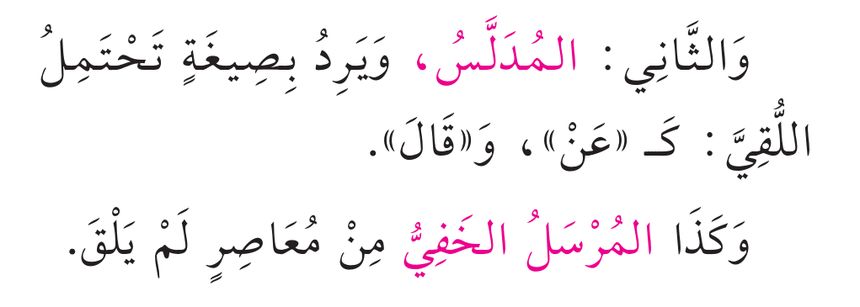 وَالثَّانِي: المُدَلَّسُ، وَيَرِدُ بِصِيغَةٍ تَحْتَمِلُ
اللُّقِيَّ: كَـ «عَنْ»، وَ«قَالَ».
وَكَذَا المُرْسَلُ الخَفِيُّ مِنْ مُعَاصِرٍ لَمْ يَلْقَ.